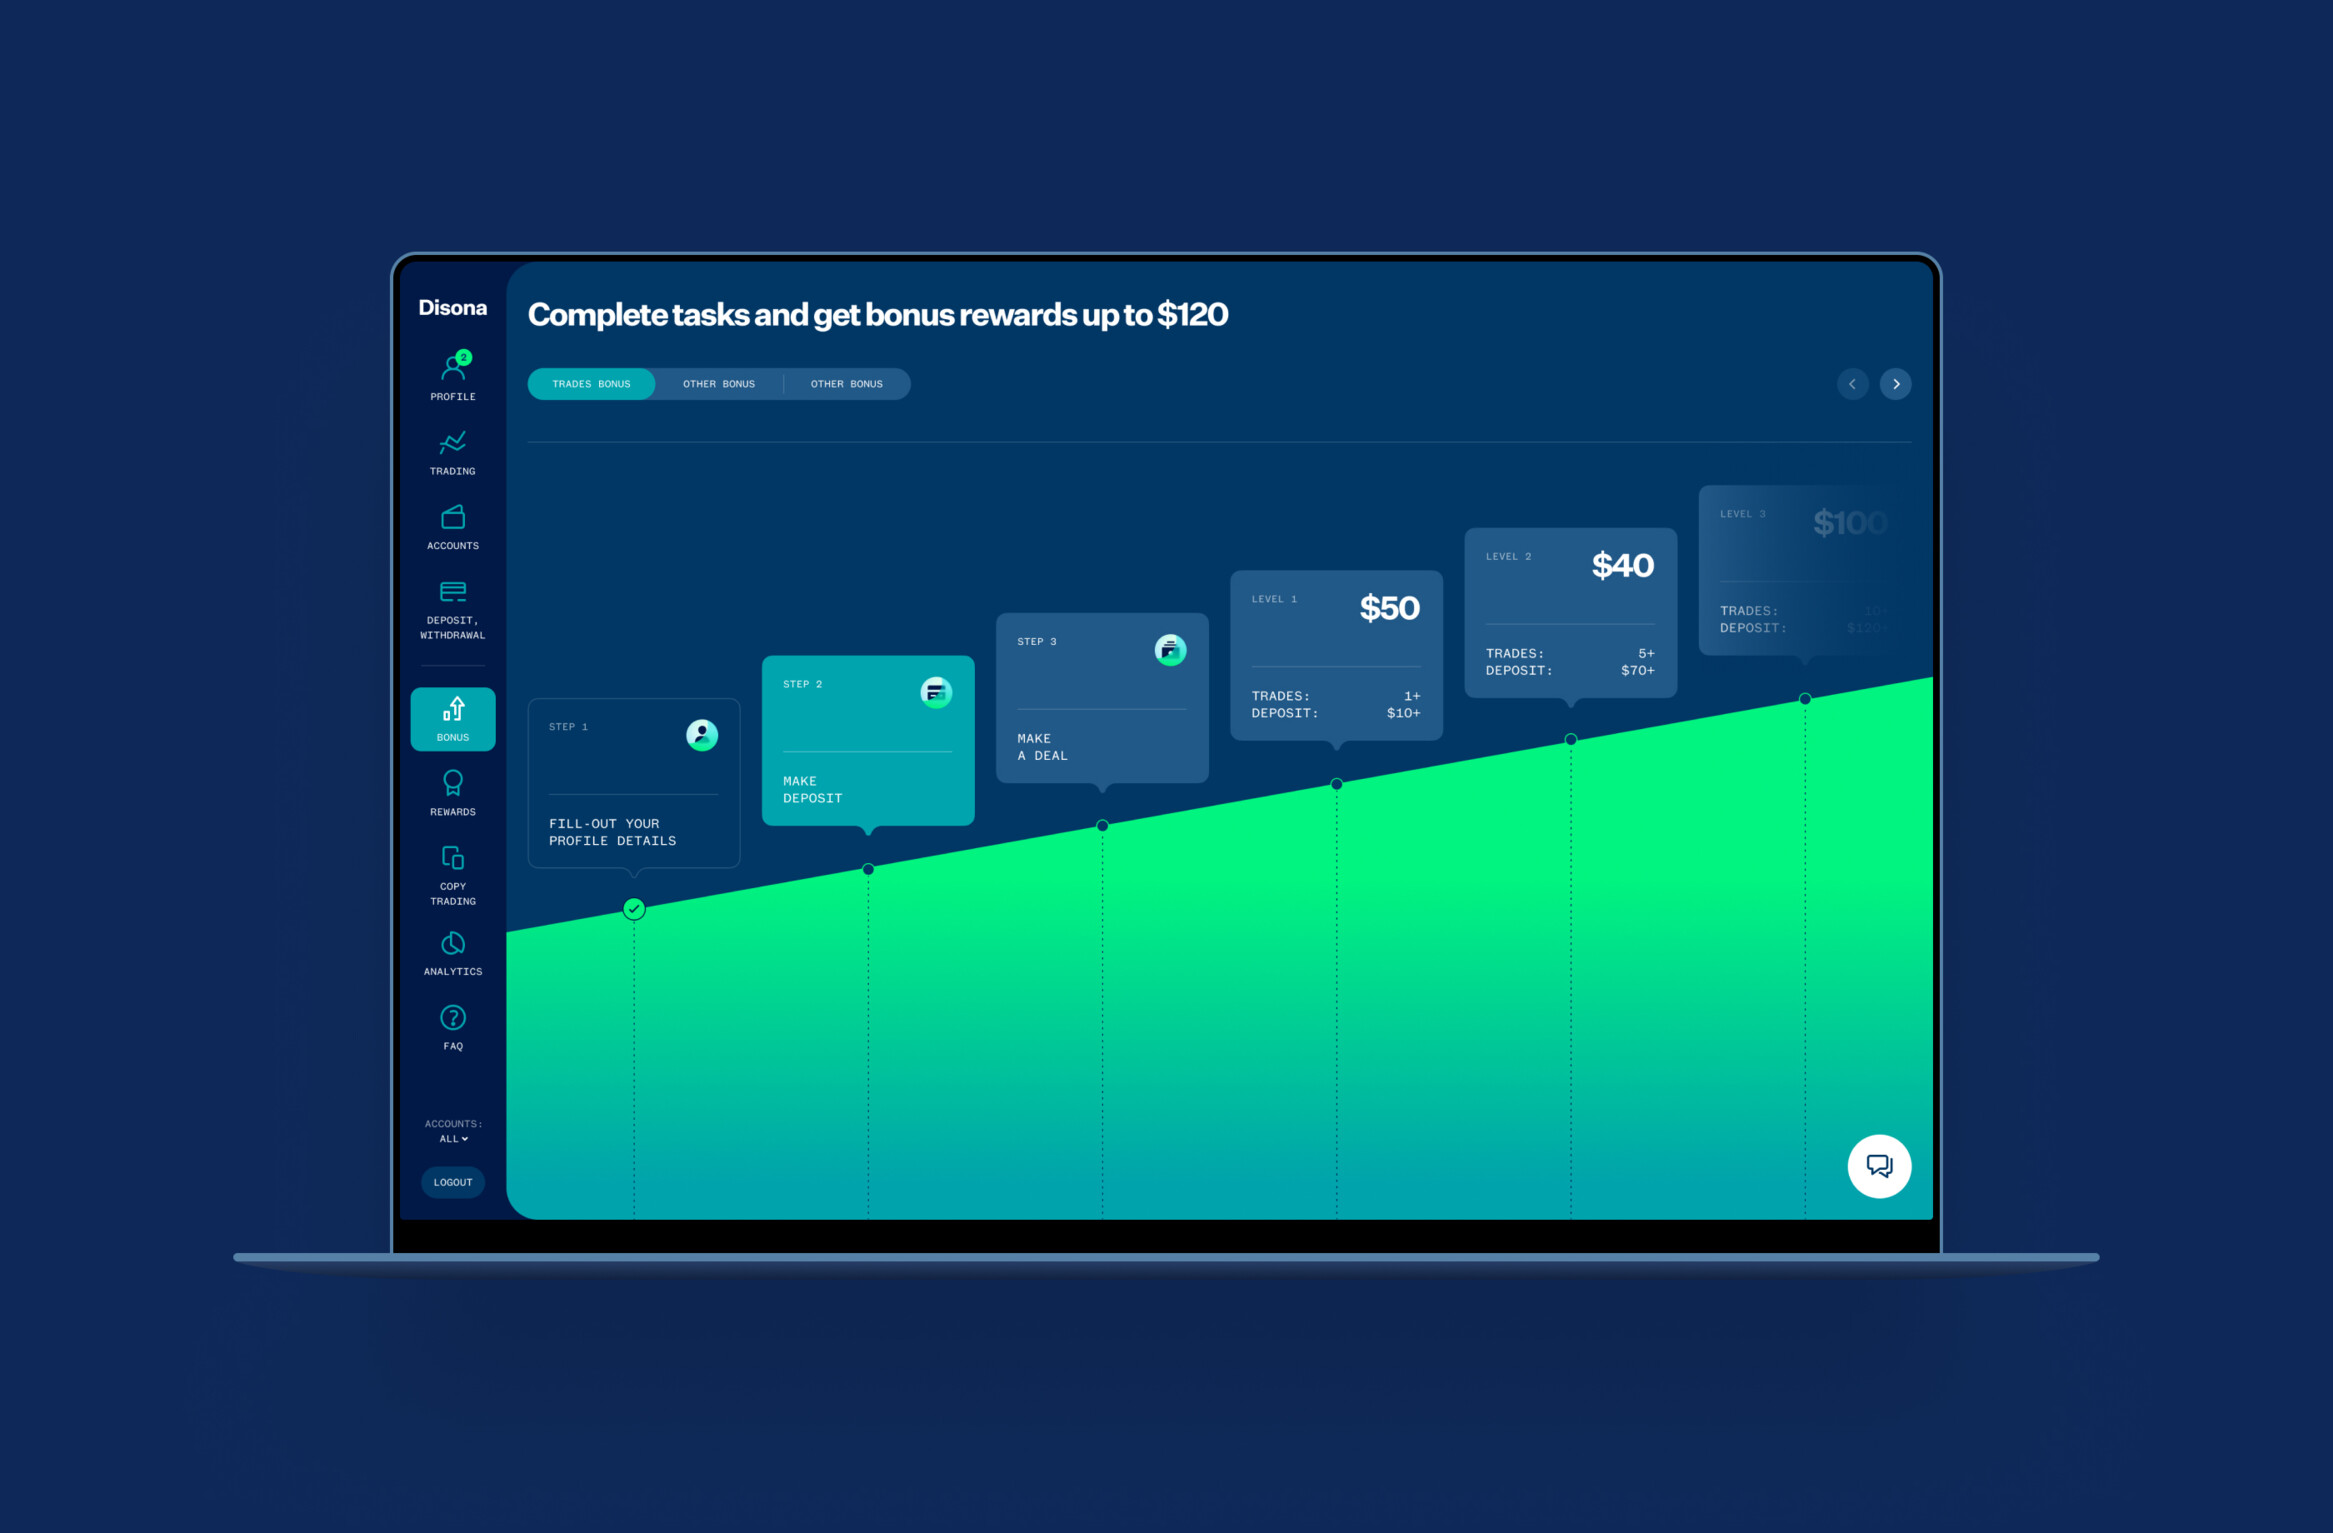 Disona
2
PROFILE
TRADING
ACCOUNTS
DEPOSIT,
WITHDRAWAL
BONUS
REWARDS
COPY
TRADING
ANALYTICS
FAQ
ACCOUNTS:
ALL
LOGOUT
Complete tasks and get bonus rewards up to $120
TRADES BONUS
OTHER BONUS
OTHER BONUS
STEP 1
FILL-OUT YOUR
PROFILE DETAILS
STEP 2
MAKE
DEPOSIT
STEP 3
MAKE
A DEAL
LEVEL 1
$50
TRADES: 1+
DEPOSIT: $10+
LEVEL 2
$40
TRADES: 5+
DEPOSIT: $70+
LEVEL 3
$100
TRADES: 10+
DEPOSIT: $120+